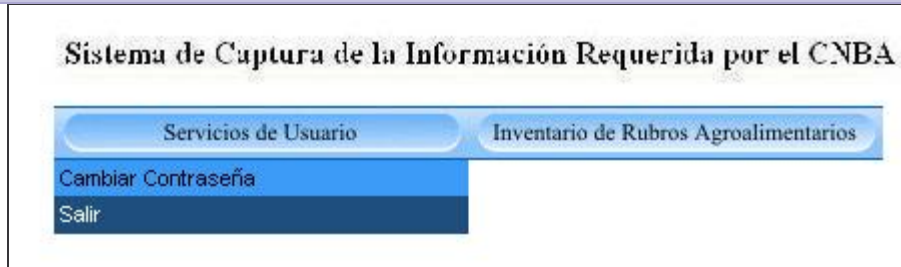 Sistema de Captura de la Información Requerida por el CNBA
Servicios de Usuario Inventario de Rubros Agroalimentarios
Cambiar Contraseña
Salir